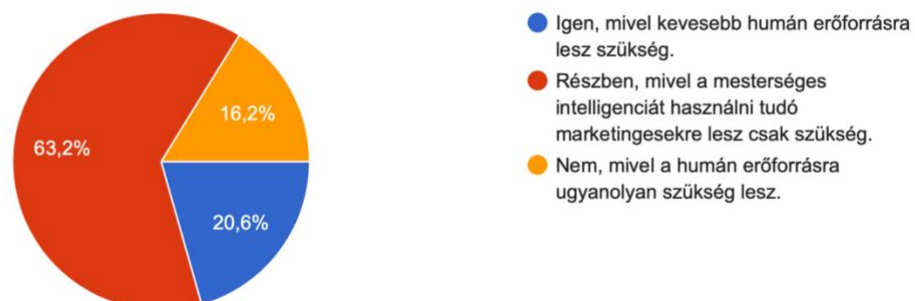 Igen, mivel kevesebb humán erőforrásra
lesz szükség.
Részben, mivel a mesterséges
intelligenciát használni tudó
marketingesekre lesz csak szükség.
Nem, mivel a humán erőforrásra
ugyanolyan szükség lesz.
16,2%
63,2%
20,6%